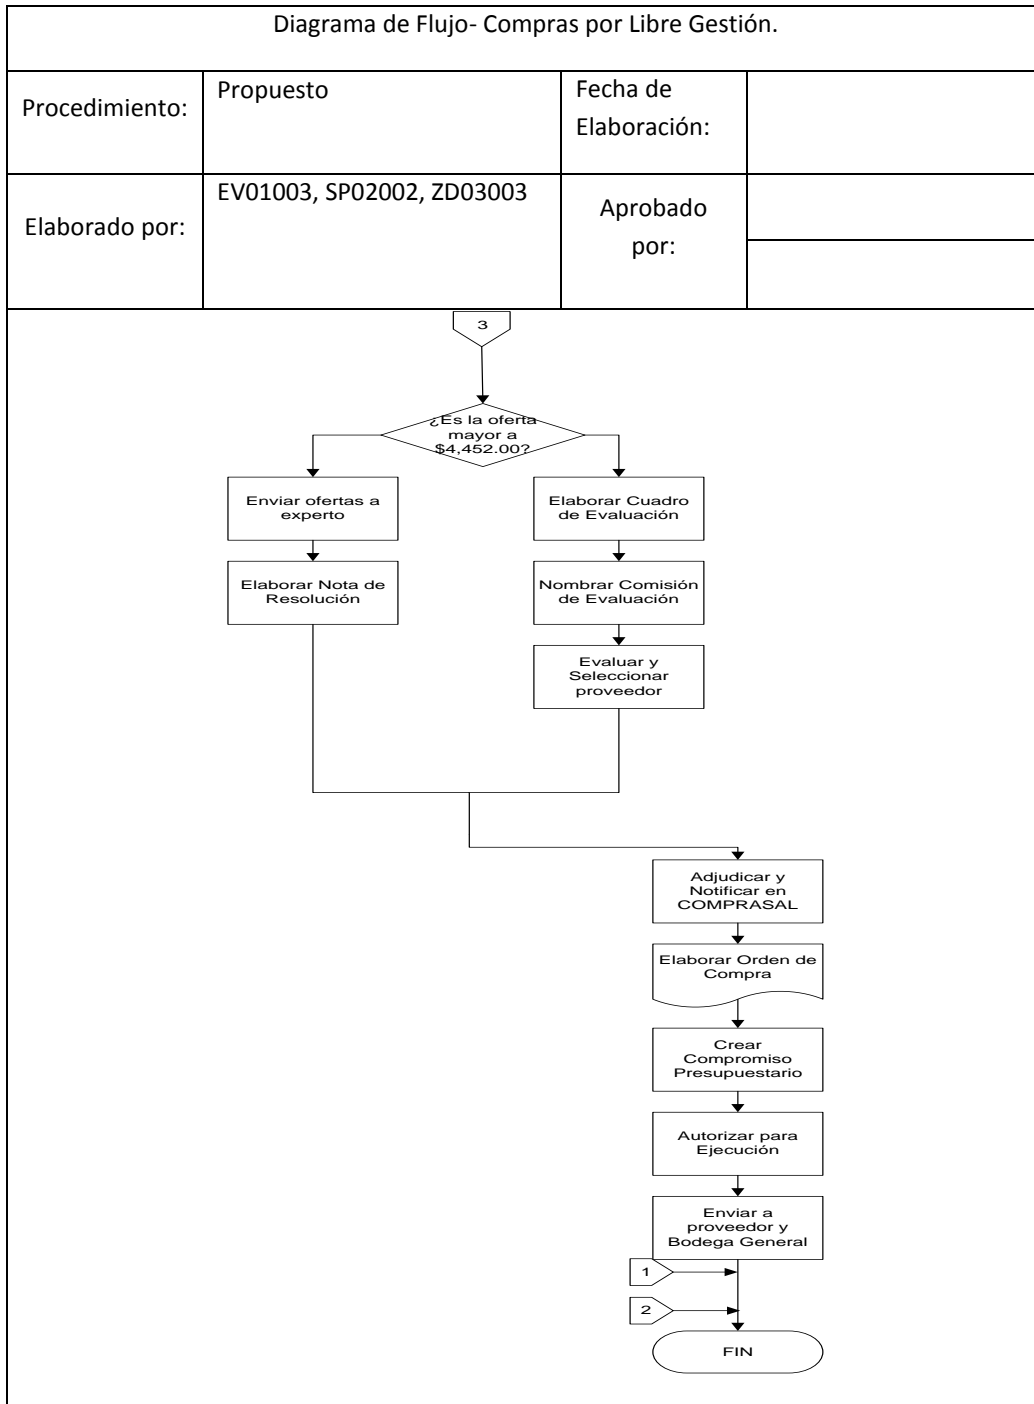 Diagrama de Flujo- Compras por Libre Gestión.
Procedimiento:
Propuesto
Fecha de
Elaboración:
Elaborado por:
EV01003, SP02002, ZD03003
Aprobado
por:
3
¿Es la oferta
mayor a
$4,452.00?
Enviar ofertas a
experto
Elaborar Nota de
Resolución
Elaborar Cuadro
de Evaluación
Nombrar Comisión
de Evaluación
Evaluar y
Seleccionar
proveedor
Adjudicar y
Notificar en
COMPRASAL
Elaborar Orden de
Compra
Crear
Compromiso
Presupuestario
Autorizar para
Ejecución
Enviar a
proveedor y
Bodega General
1
2
FIN